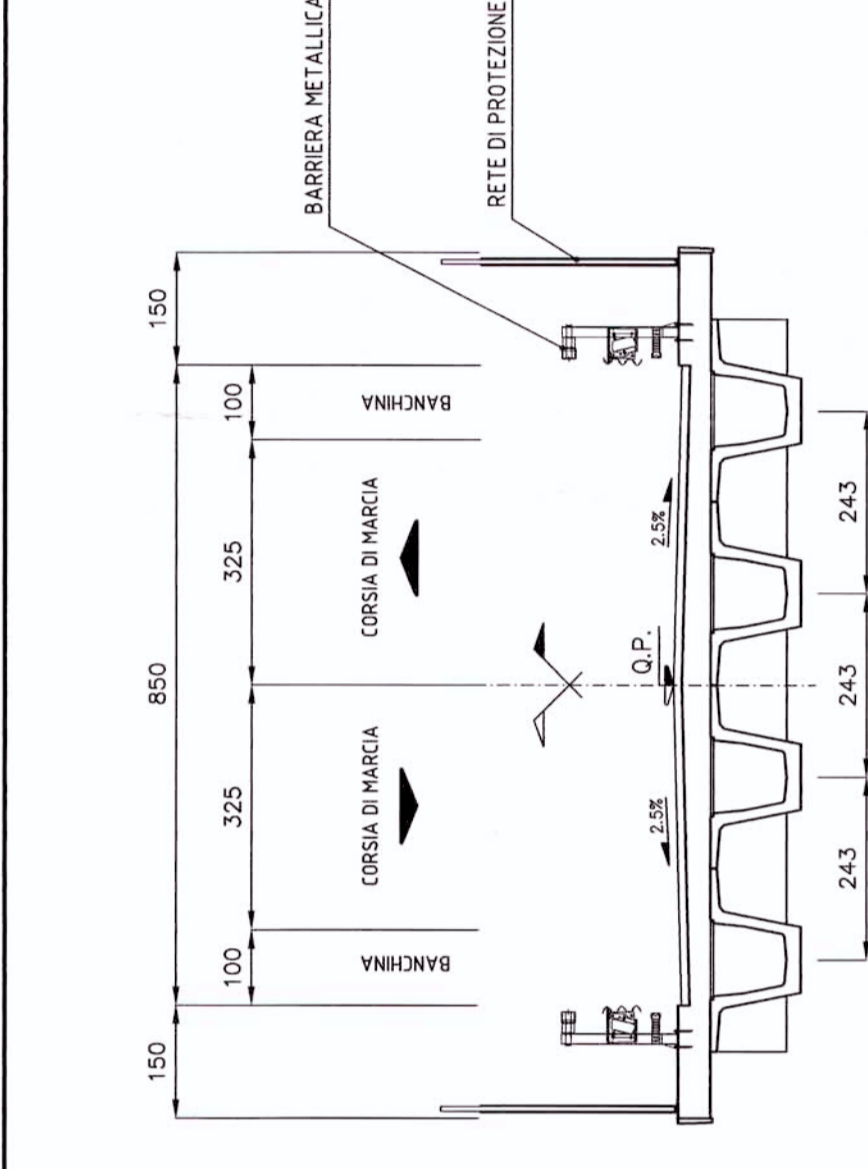 150
850
150
100
325
325
100
BARRIERA METALLICA
CORSIA DI MARCIA
CORSIA DI MARCIA
BANCHINA
BANCHINA
RETE DI PROTEZIONE
Q.P.
2.5%
2.5%
243
243
243